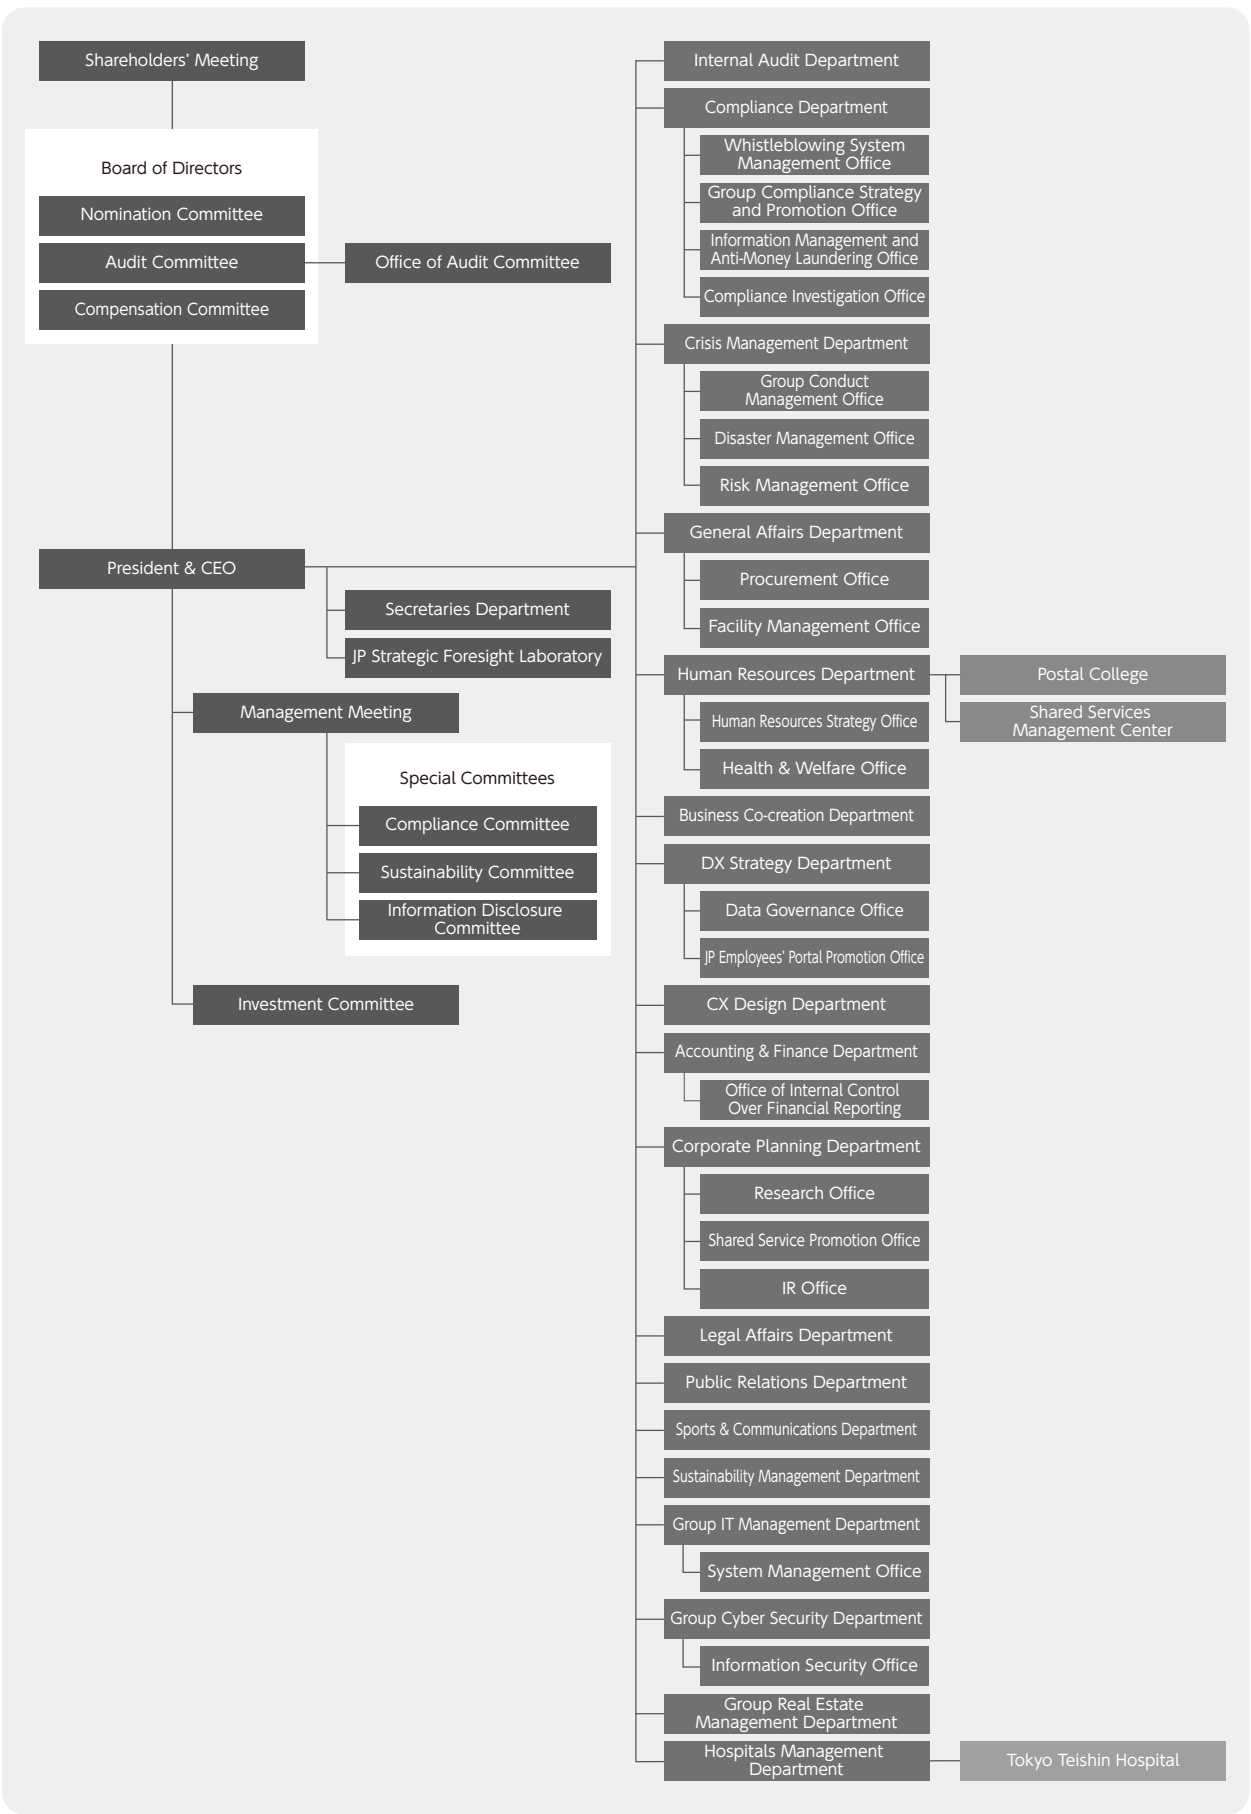 Shareholders' Meeting
Board of Directors
Nomination Committee
Audit Committee
Compensation Committee
Office of Audit Committee
President & CEO
Secretaries Department
JP Strategic Foresight Laboratory
Management Meeting
Special Committees
Compliance Committee
Sustainability Committee
Information Disclosure
Committee
Investment Committee
Internal Audit Department
Compliance Department
Whistleblowing System
Management Office
Group Compliance Strategy
and Promotion Office
Information Management and
Anti-Money Laundering Office
Compliance Investigation Office
Crisis Management Department
Group Conduct
Management Office
Disaster Management Office
Risk Management Office
General Affairs Department
Procurement Office
Facility Management Office
Human Resources Department
Postal College
Shared Services
Management Center
Human Resources Strategy Office
Health & Welfare Office
Business Co-creation Department
DX Strategy Department
Data Governance Office
JP Employees' Portal Promotion Office
CX Design Department
Accounting & Finance Department
Office of Internal Control
Over Financial Reporting
Corporate Planning Department
Research Office
Shared Service Promotion Office
IR Office
Legal Affairs Department
Public Relations Department
Sports & Communications Department
Sustainability Management Department
Group IT Management Department
System Management Office
Group Cyber Security Department
Information Security Office
Group Real Estate
Management Department
Hospitals Management
Department
Tokyo Teishin Hospital